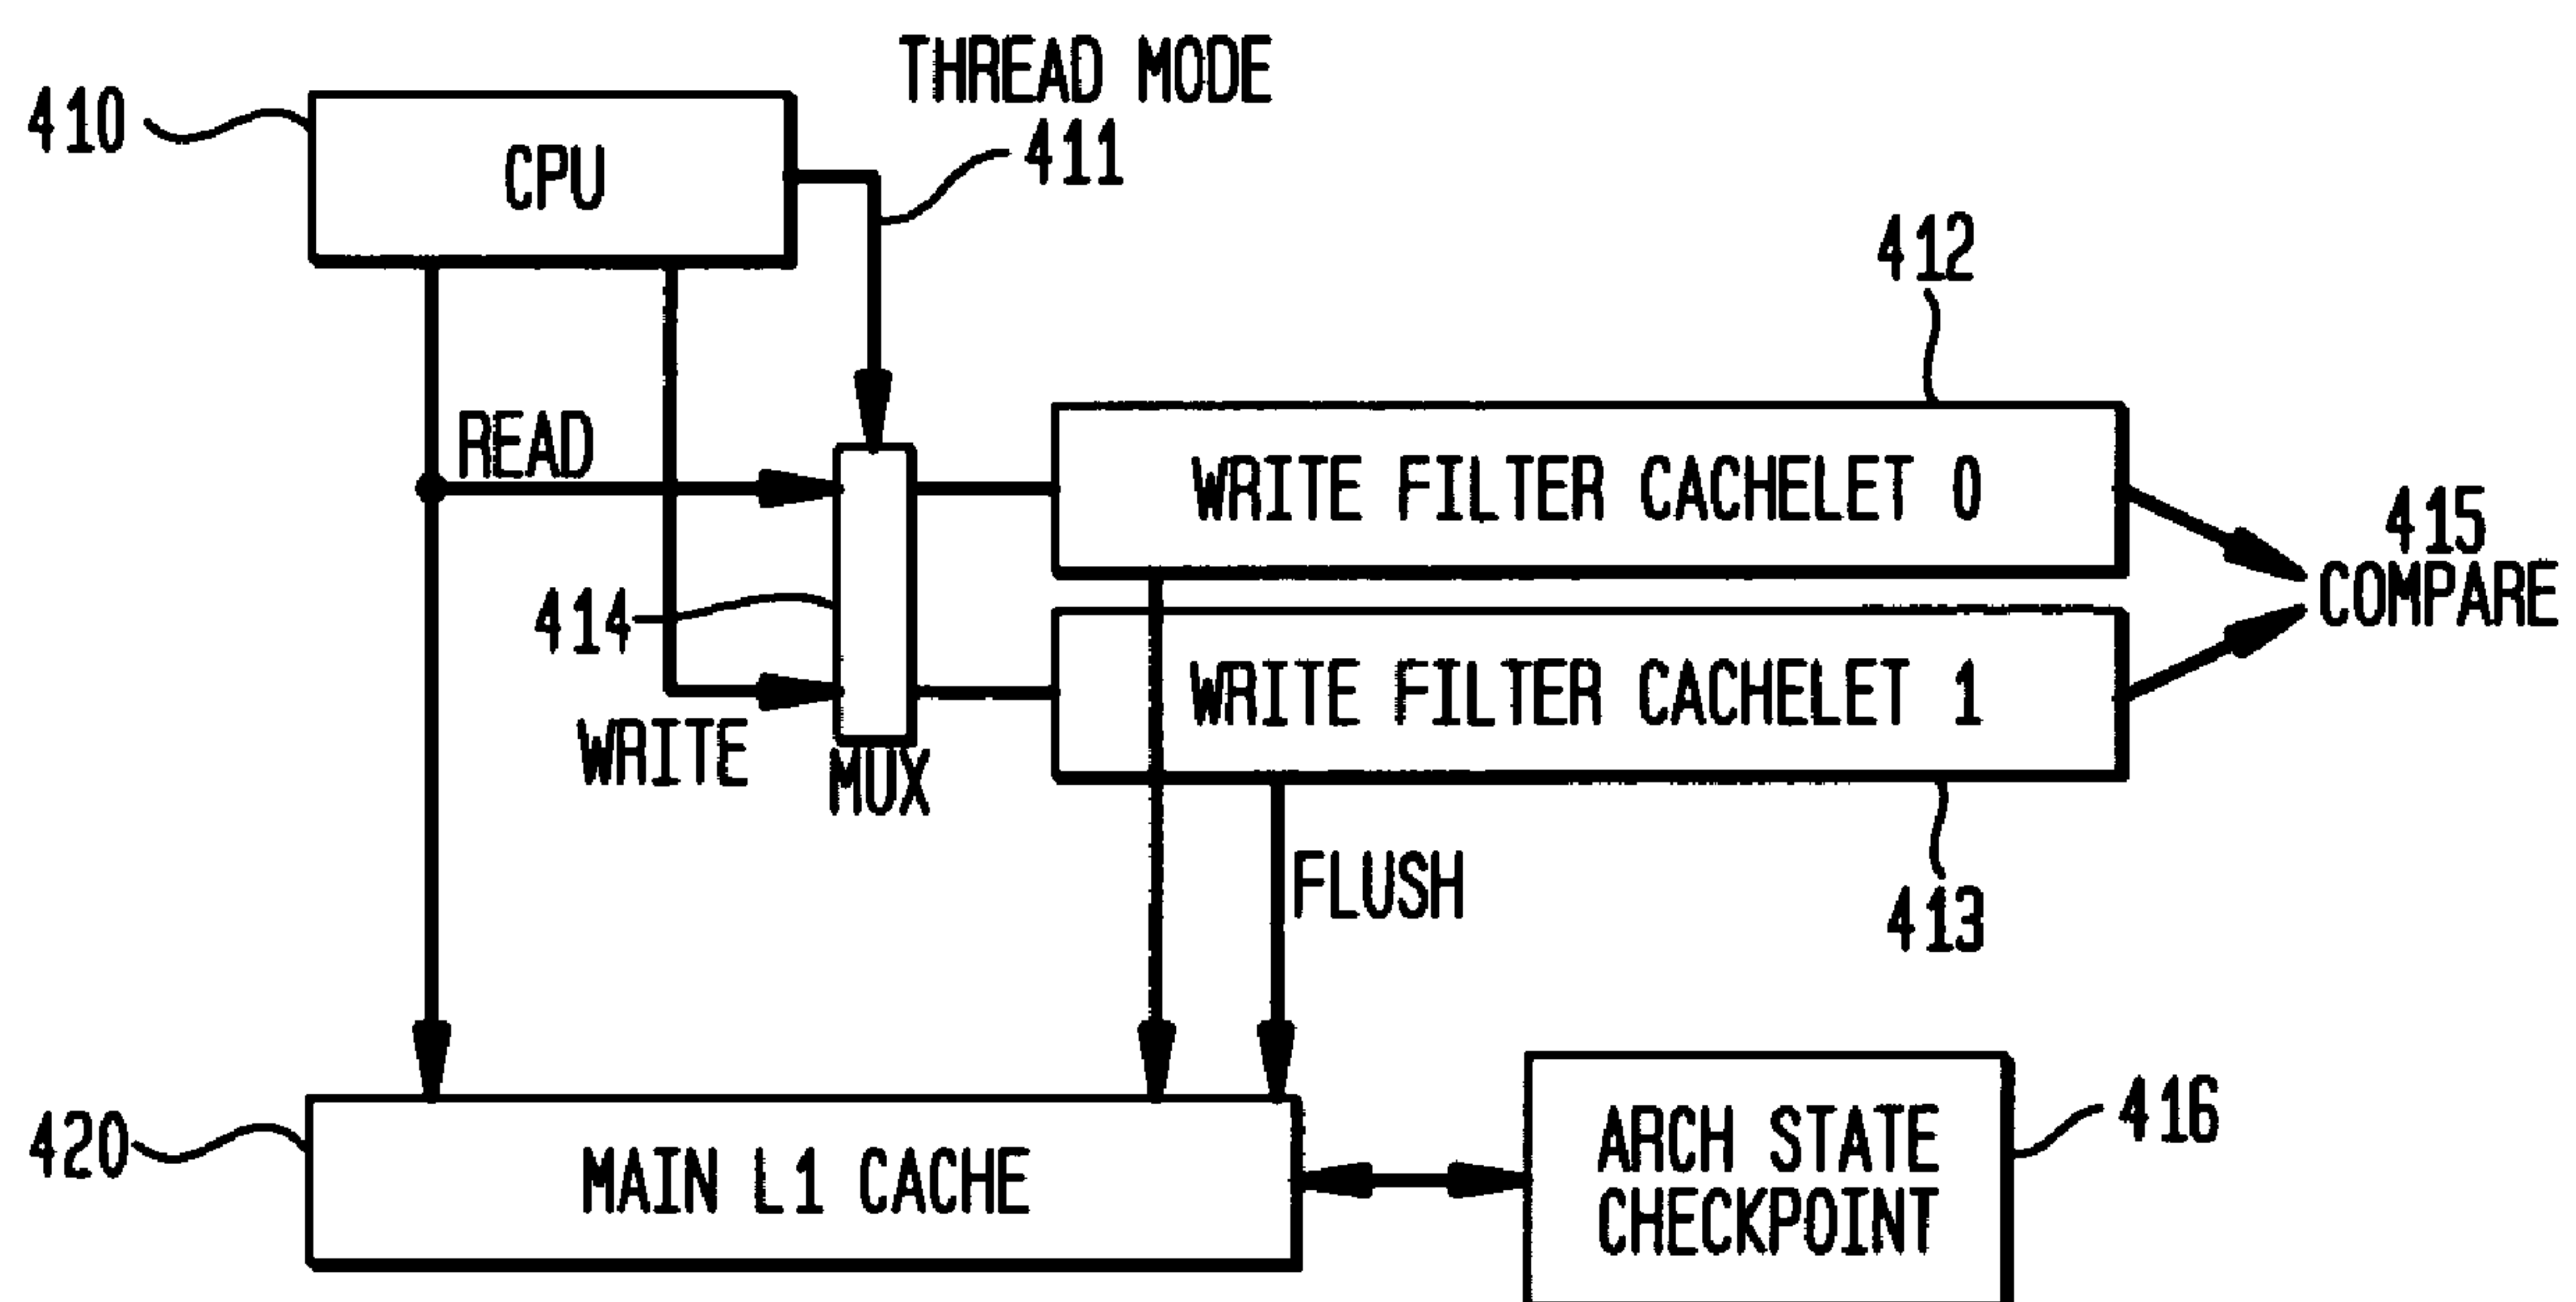 THREAD MODE
410
411
CPU
412
READ
WRITE FILTER CACHELET 0
415
COMPARE
414
WRITE FILTER CACHELET 1
WRITE
MUX
FLUSH
413
420
MAIN L1 CACHE
ARCH STATE
CHECKPOINT
416